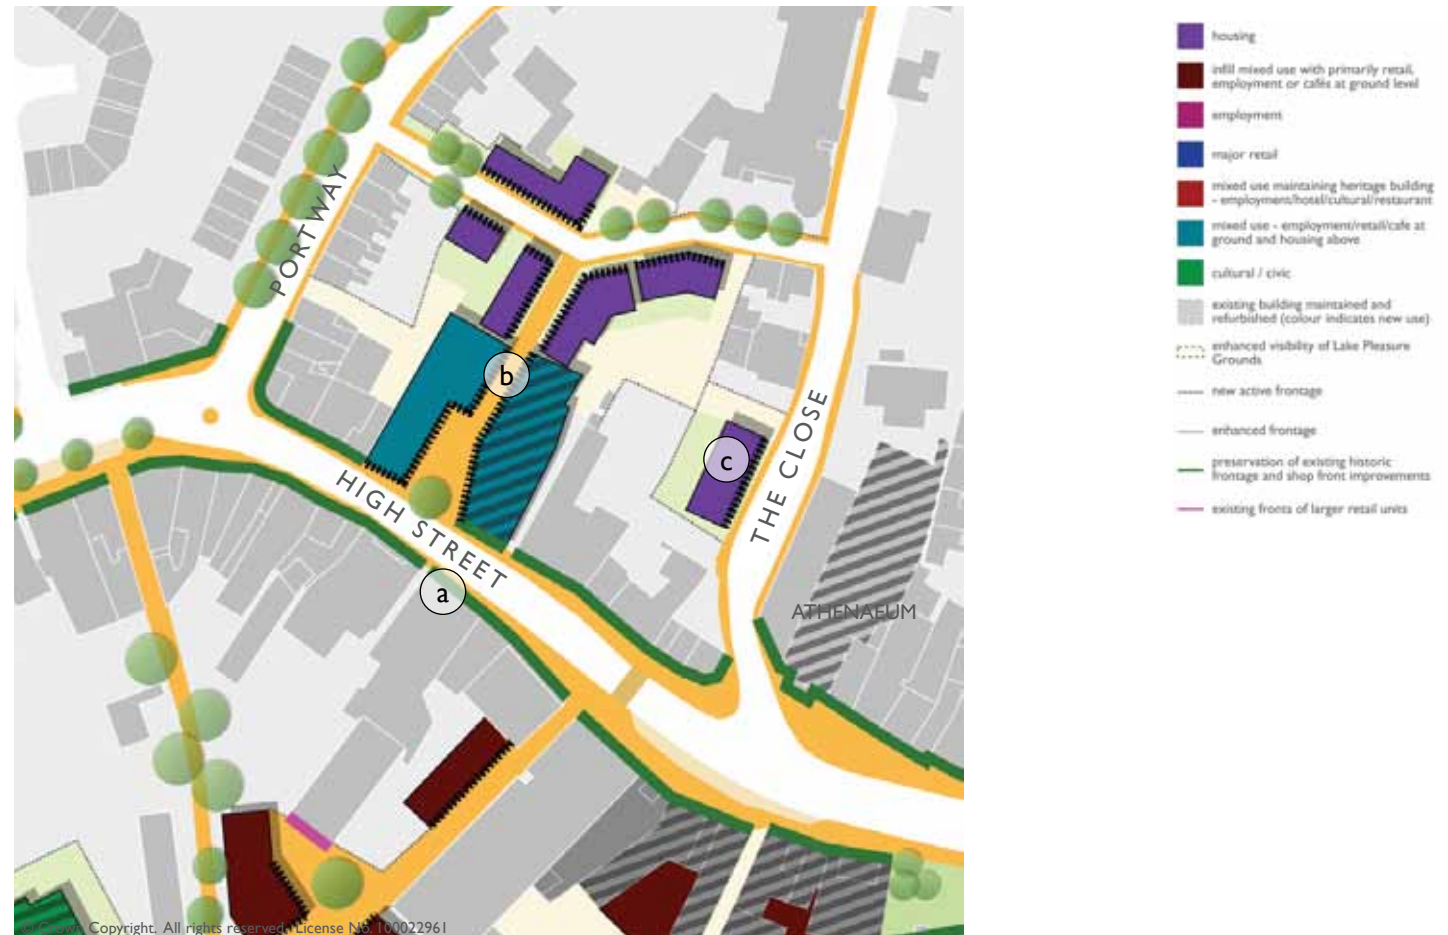 PORTWAY
b
c
THE CLOSE
HIGH STREET
a
ATHENAEUM
© Crown Copyright. All rights reserved. License No. 100022961
housing
infill mixed use with primarily retail,
employment or cafés at ground level
employment
major retail
mixed use maintaining heritage building
- employment/hotel/cultural/restaurant
mixed use - employment/retail/cafe at
ground and housing above
cultural / civic
existing building maintained and
refurbished (colour indicates new use)
enhanced visibility of Lake Pleasure
Grounds
new active frontage
enhanced frontage
preservation of existing historic
frontage and shop front improvements
existing fronts of larger retail units